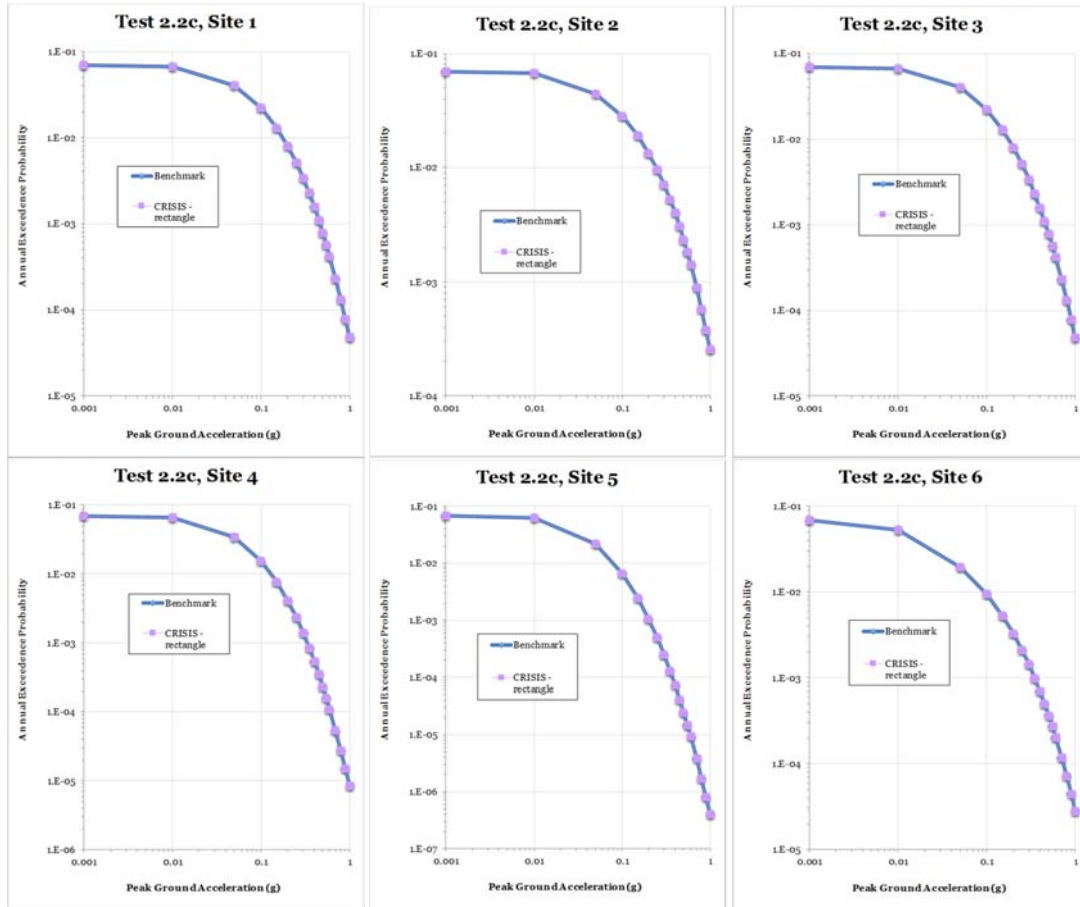 Test 2.2c, Site 1
Annual Exceedence Probability
1.E-01
1.E-02
1.E-03
1.E-04
1.E-05
Benchmark
CRISIS -
rectangle
0.001
0.01
0.1
1
Peak Ground Acceleration (g)
Test 2.2c, Site 2
Annual Exceedence Probability
1.E-01
1.E-02
1.E-03
1.E-04
Benchmark
CRISIS -
rectangle
0.001
0.01
0.1
1
Peak Ground Acceleration (g)
Test 2.2c, Site 3
Annual Exceedence Probability
1.E-01
1.E-02
1.E-03
1.E-04
1.E-05
Benchmark
CRISIS -
rectangle
0.001
0.01
0.1
1
Peak Ground Acceleration (g)
Test 2.2c, Site 4
Annual Exceedence Probability
1.E-01
1.E-02
1.E-03
1.E-04
1.E-05
1.E-06
Benchmark
CRISIS -
rectangle
0.001
0.01
0.1
1
Peak Ground Acceleration (g)
Test 2.2c, Site 5
Annual Exceedence Probability
1.E-01
1.E-02
1.E-03
1.E-04
1.E-05
1.E-06
1.E-07
Benchmark
CRISIS -
rectangle
0.001
0.01
0.1
1
Peak Ground Acceleration (g)
Test 2.2c, Site 6
Annual Exceedence Probability
1.E-01
1.E-02
1.E-03
1.E-04
1.E-05
Benchmark
CRISIS -
rectangle
0.001
0.01
0.1
1
Peak Ground Acceleration (g)